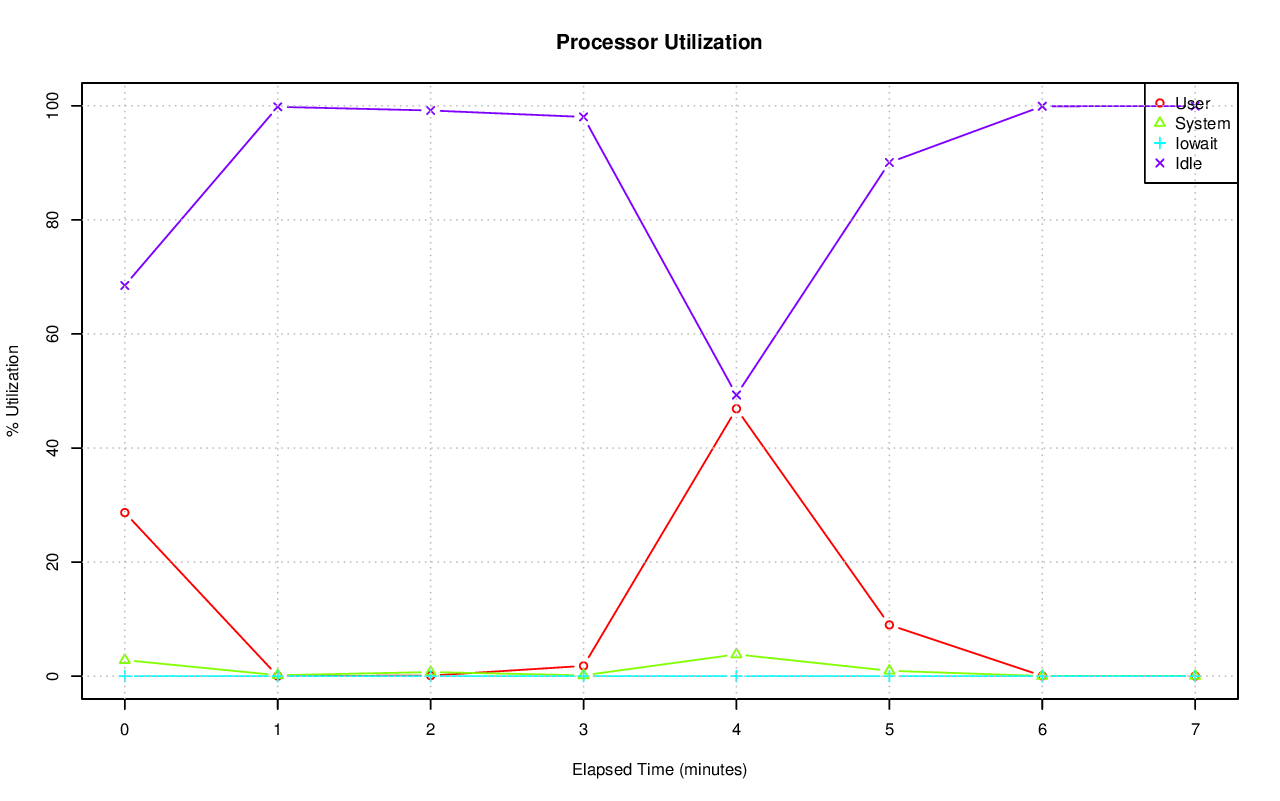 Processor Utilization
% Utilization
100
80
60
40
20
0
User
System
Iowait
Idle
0 1 2 3 4 5 6 7
Elapsed Time (minutes)